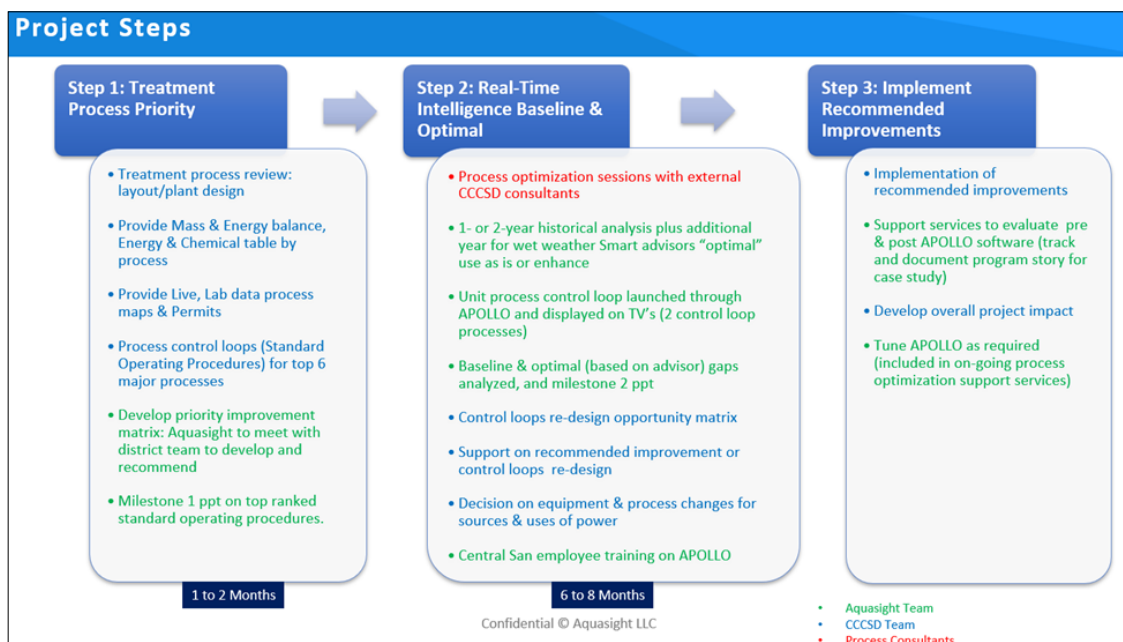 Project Steps
Step 1: Treatment
Process Priority
• Treatment process review:
layout/plant design
• Provide Mass & Energy balance,
Energy & Chemical table by
process
• Provide Live, Lab data process
maps & Permits
• Process control loops (Standard
Operating Procedures) for top 6
major processes
• Develop priority improvement
matrix: Aquasight to meet with
district team to develop and
recommend
• Milestone 1 ppt on top ranked
standard operating procedures.
1 to 2 Months
Step 2: Real-Time
Intelligence Baseline &
Optimal
• Process optimization sessions with external
CCCSD consultants
• 1- or 2-year historical analysis plus additional
year for wet weather Smart advisors “optimal”
use as is or enhance
• Unit process control loop launched through
APOLLO and displayed on TV’s (2 control loop
processes)
• Baseline & optimal (based on advisor) gaps
analyzed, and milestone 2 ppt
• Control loops re-design opportunity matrix
• Support on recommended improvement or
control loops re-design
• Decision on equipment & process changes for
sources & uses of power
• Central San employee training on APOLLO
6 to 8 Months
Step 3: Implement
Recommended
Improvements
• Implementation of
recommended improvements
• Support services to evaluate pre
& post APOLLO software (track
and document program story for
case study)
• Develop overall project impact
• Tune APOLLO as required
(included in on-going process
optimization support services)
Confidential © Aquasight LLC
• Aquasight Team
• CCCSD Team
• Process Consultants